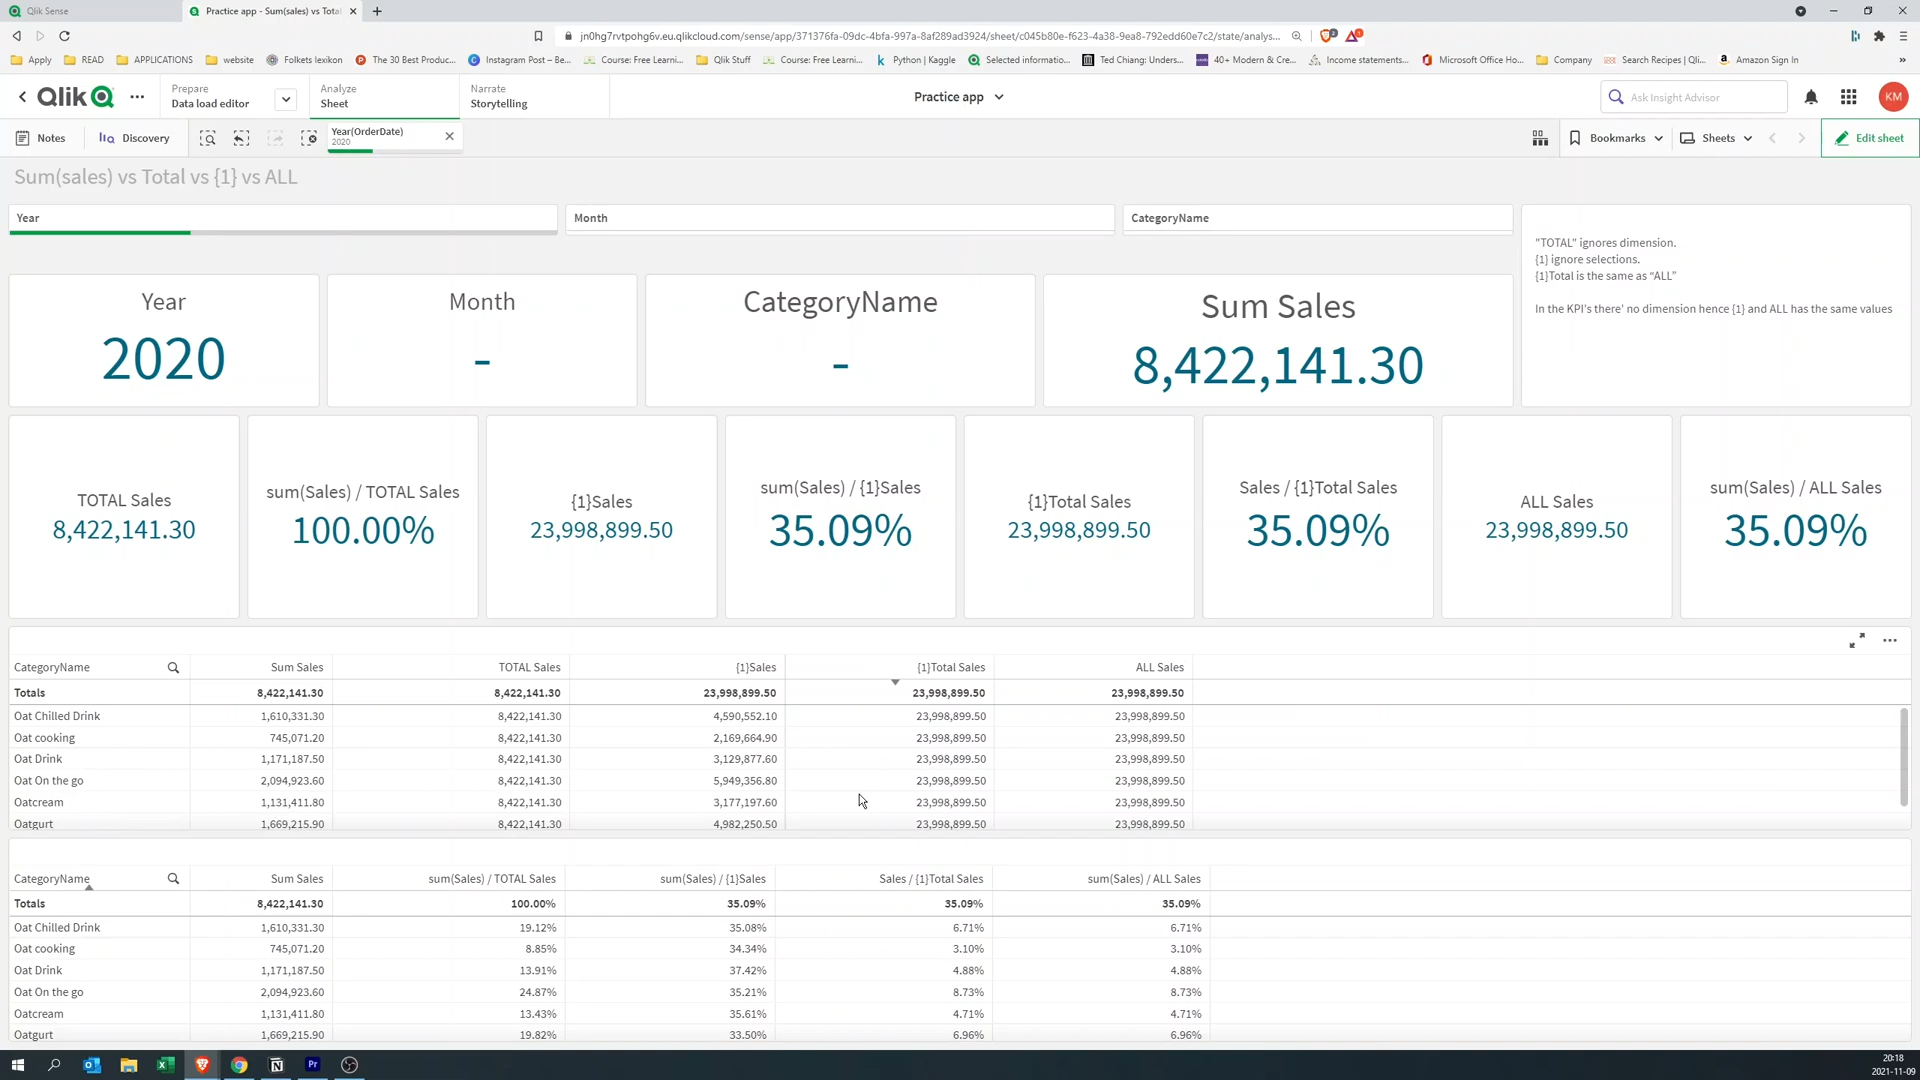 Qlik Sense
Practice app - Sum(sales) vs Total
jn0hg7rvtpohg6v.eu.qlikcloud.com/sense/app/371376fa-09dc-4bfa-997a-8af289ad3924/sheet/c045b80e-f623-4a38-9ea8-792edd60e7c2/state/analys...
Apply READ APPLICATIONS website Folkets lexikon The 30 Best Produc... Instagram Post – Be... Course: Free Learni... Qlik Stuff Course: Free Learni... Python | Kaggle Selected informatio... Ted Chiang: Unders... 40+ Modern & Cre... Income statements... Microsoft Office Ho... Company Search Recipes | Qli... Amazon Sign In
Qlik
Prepare
Data load editor
Analyze
Sheet
Narrate
Storytelling
Practice app
Ask Insight Advisor
KM
Notes Discovery
Year(OrderDate)
2020
Bookmarks Sheets Edit sheet
Sum(sales) vs Total vs {1} vs ALL
Year Month CategoryName
"TOTAL" ignores dimension.
{1} ignore selections.
{1}Total is the same as “ALL”
In the KPI's there' no dimension hence {1} and ALL has the same values
Year
2020
Month
-
CategoryName
-
Sum Sales
8,422,141.30
TOTAL Sales
8,422,141.30
sum(Sales) / TOTAL Sales
100.00%
{1}Sales
23,998,899.50
sum(Sales) / {1}Sales
35.09%
{1}Total Sales
23,998,899.50
Sales / {1}Total Sales
35.09%
ALL Sales
23,998,899.50
sum(Sales) / ALL Sales
35.09%
CategoryName Sum Sales TOTAL Sales {1}Sales {1}Total Sales ALL Sales
Totals 8,422,141.30 8,422,141.30 23,998,899.50 23,998,899.50 23,998,899.50
Oat Chilled Drink 1,610,331.30 8,422,141.30 4,590,552.10 23,998,899.50 23,998,899.50
Oat cooking 745,071.20 8,422,141.30 2,169,664.90 23,998,899.50 23,998,899.50
Oat Drink 1,171,187.50 8,422,141.30 3,129,877.60 23,998,899.50 23,998,899.50
Oat On the go 2,094,923.60 8,422,141.30 5,949,356.80 23,998,899.50 23,998,899.50
Oatcream 1,131,411.80 8,422,141.30 3,177,197.60 23,998,899.50 23,998,899.50
Oatgurt 1,669,215.90 8,422,141.30 4,982,250.50 23,998,899.50 23,998,899.50
CategoryName Sum Sales sum(Sales) / TOTAL Sales sum(Sales) / {1}Sales Sales / {1}Total Sales sum(Sales) / ALL Sales
Totals 8,422,141.30 100.00% 35.09% 35.09% 35.09%
Oat Chilled Drink 1,610,331.30 19.12% 35.08% 6.71% 6.71%
Oat cooking 745,071.20 8.85% 34.34% 3.10% 3.10%
Oat Drink 1,171,187.50 13.91% 37.42% 4.88% 4.88%
Oat On the go 2,094,923.60 24.87% 35.21% 8.73% 8.73%
Oatcream 1,131,411.80 13.43% 35.61% 4.71% 4.71%
Oatgurt 1,669,215.90 19.82% 33.50% 6.96% 6.96%
20:18
2021-11-09